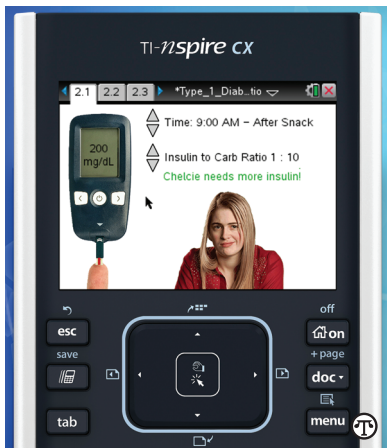 TI-nspire CX
2.1 2.2 2.3 *Type_1_Diab...tio
Time: 9:00 AM – After Snack
200
mg/dL
Insulin to Carb Ratio 1 : 10
Chelcie needs more insulin!
off
esc
on
save
+ page
doc
tab
menu